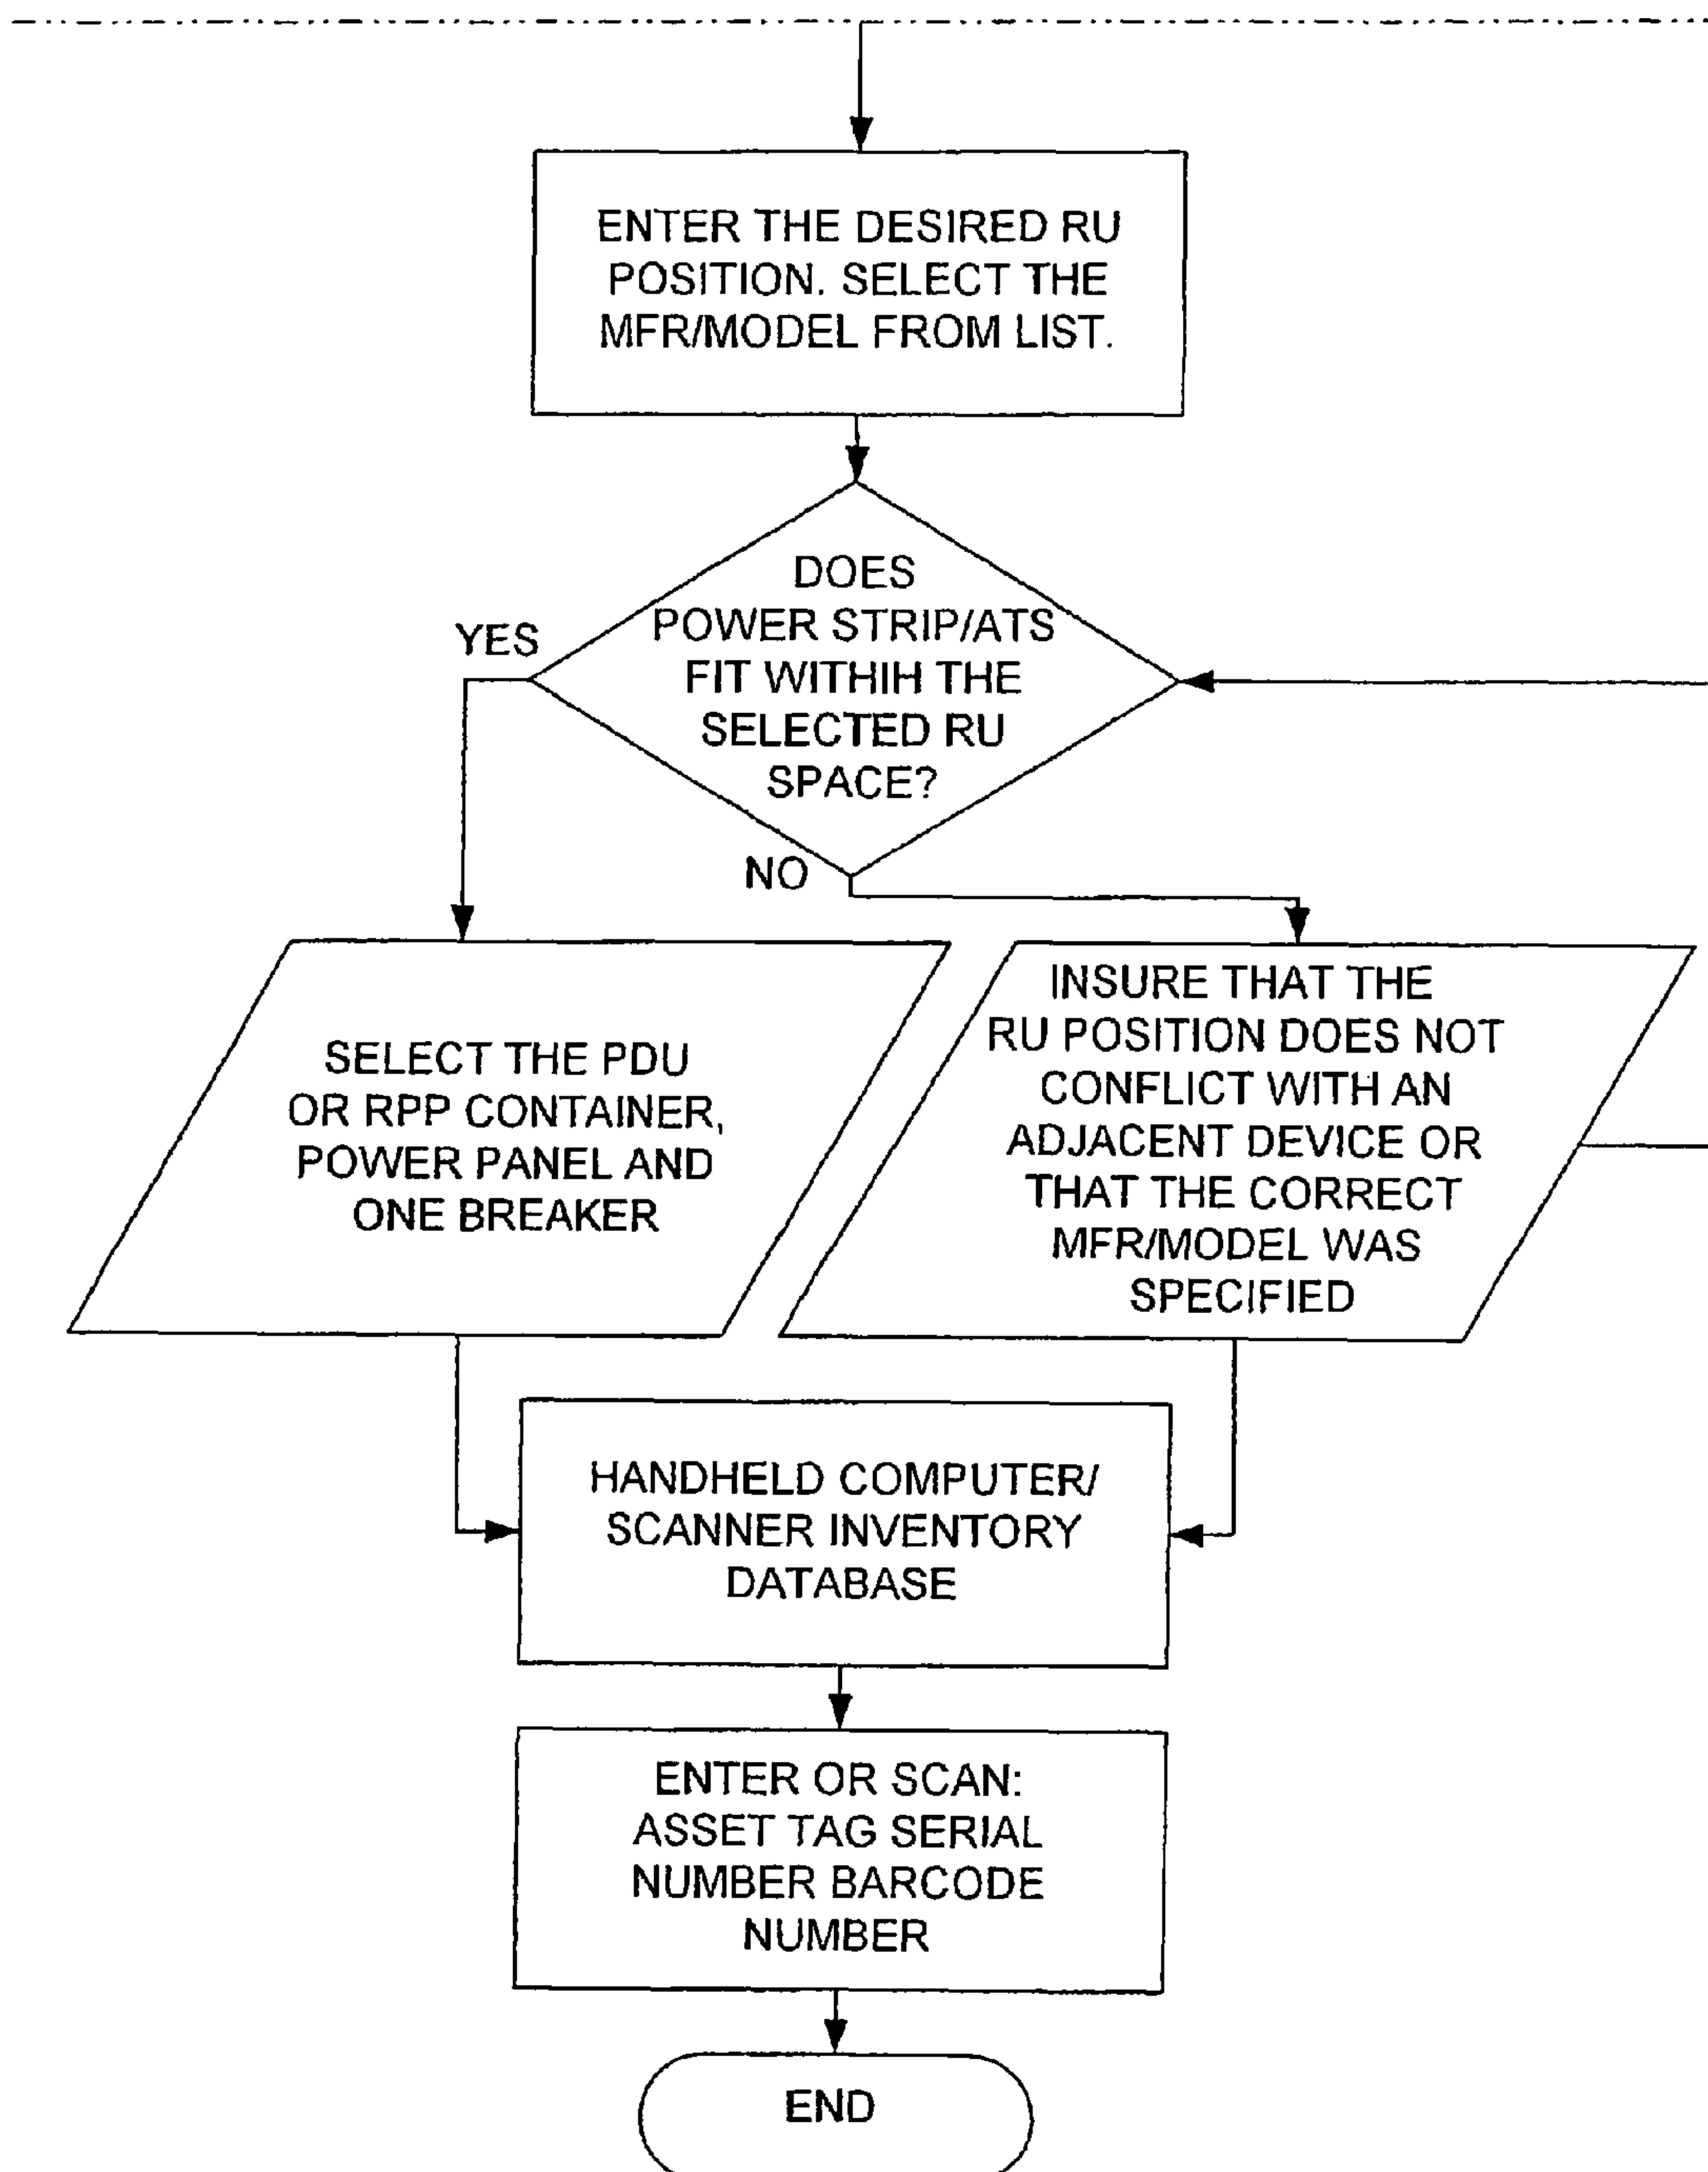 ENTER THE DESIRED RU
POSITION. SELECT THE
MFR/MODEL FROM LIST.
DOES
POWER STRIP/ATS
FIT WITHIH THE
SELECTED RU
SPACE?
YES
NO
SELECT THE PDU
OR RPP CONTAINER,
POWER PANEL AND
ONE BREAKER
INSURE THAT THE
RU POSITION DOES NOT
CONFLICT WITH AN
ADJACENT DEVICE OR
THAT THE CORRECT
MFR/MODEL WAS
SPECIFIED
HANDHELD COMPUTER/
SCANNER INVENTORY
DATABASE
ENTER OR SCAN:
ASSET TAG SERIAL
NUMBER BARCODE
NUMBER
END